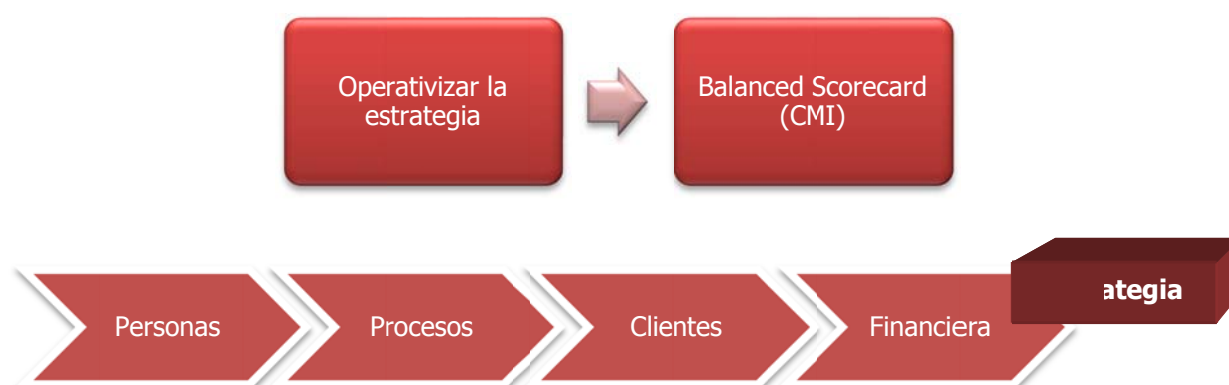 Operativizar la
estrategia
Balanced Scorecard
(CMI)
ategia
Personas
Procesos
Clientes
Financiera